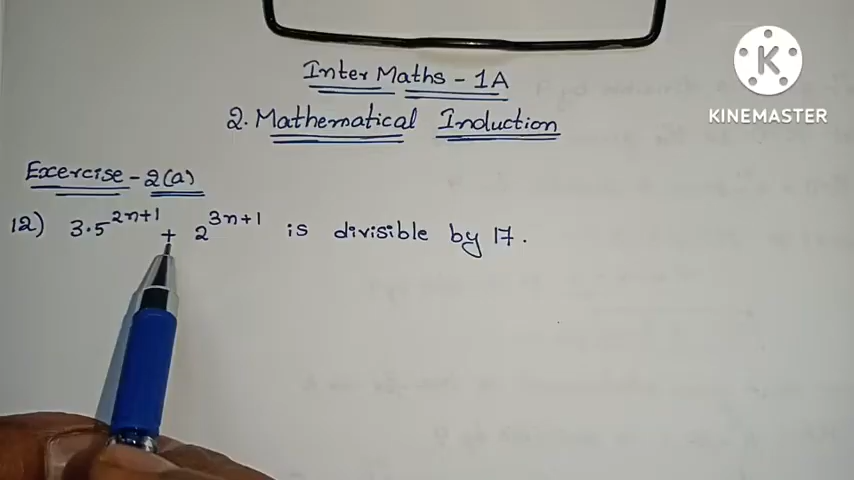 Inter Maths - 1A
KINEMASTER
2. Mathematical Induction
Excercise - 2(a)
12) 3·5^{2n+1} + 2^{3n+1} is divisible by 17.